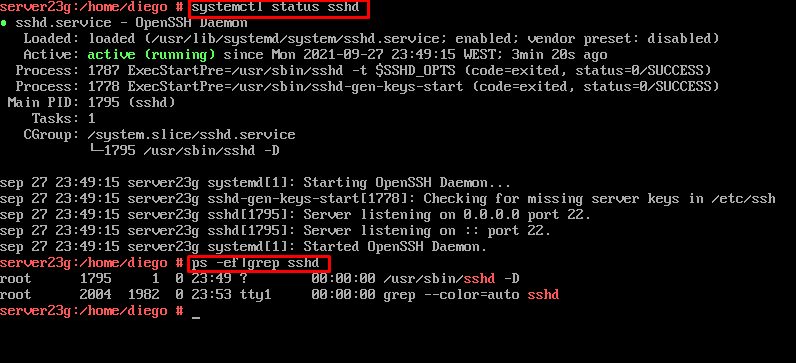 server23g:/home/diego # systemctl status sshd
● sshd.service - OpenSSH Daemon
   Loaded: loaded (/usr/lib/systemd/system/sshd.service; enabled; vendor preset: disabled)
   Active: active (running) since Mon 2021-09-27 23:49:15 WEST; 3min 20s ago
  Process: 1787 ExecStartPre=/usr/sbin/sshd -t $SSHD_OPTS (code=exited, status=0/SUCCESS)
  Process: 1778 ExecStartPre=/usr/sbin/sshd-gen-keys-start (code=exited, status=0/SUCCESS)
 Main PID: 1795 (sshd)
    Tasks: 1
   CGroup: /system.slice/sshd.service
           └─1795 /usr/sbin/sshd -D
sep 27 23:49:15 server23g systemd[1]: Starting OpenSSH Daemon...
sep 27 23:49:15 server23g sshd-gen-keys-start[1778]: Checking for missing server keys in /etc/ssh
sep 27 23:49:15 server23g sshd[1795]: Server listening on 0.0.0.0 port 22.
sep 27 23:49:15 server23g sshd[1795]: Server listening on :: port 22.
sep 27 23:49:15 server23g systemd[1]: Started OpenSSH Daemon.
server23g:/home/diego # ps -ef|grep sshd
root      1795     1  0 23:49 ?        00:00:00 /usr/sbin/sshd -D
root      2004  1982  0 23:53 tty1     00:00:00 grep --color=auto sshd
server23g:/home/diego # _